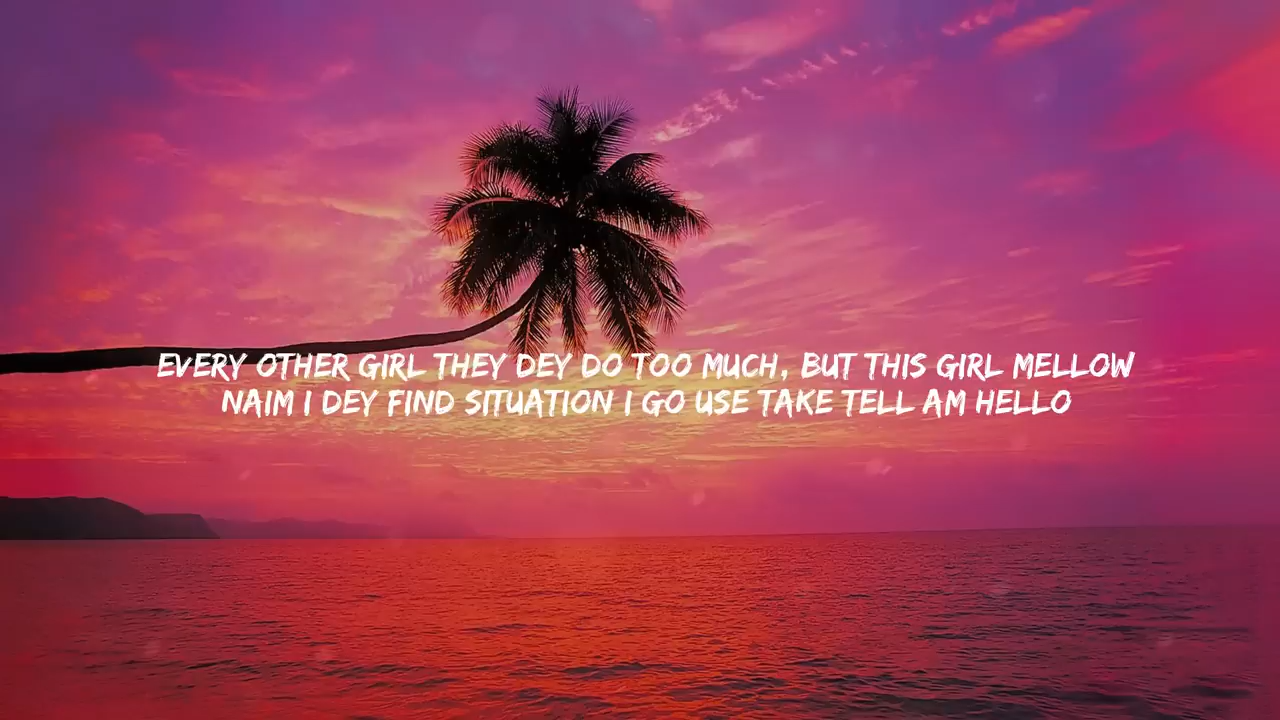 EVERY OTHER GIRL THEY DEY DO TOO MUCH, BUT THIS GIRL MELLOW
NAIM I DEY FIND SITUATION I GO USE TAKE TELL AM HELLO